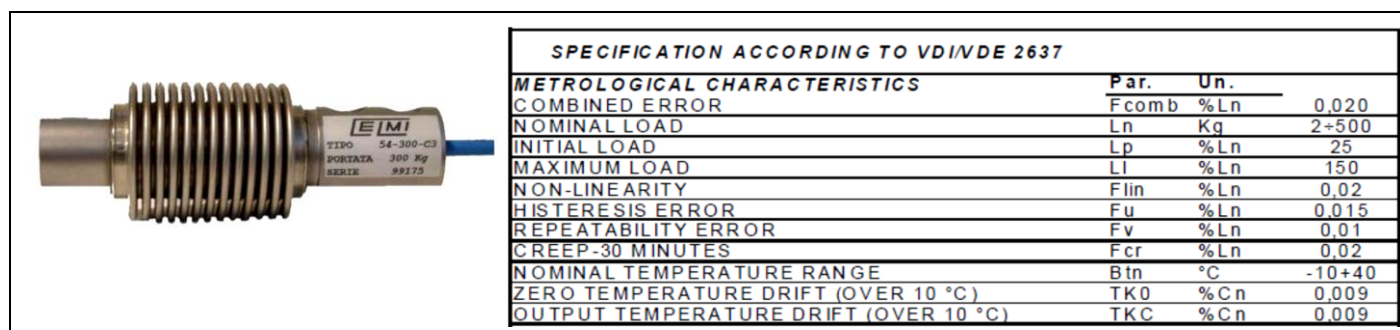 ELMI
TIPO 54-300-C3
PORTATA 300 Kg
SERIE 99175
SPECIFICATION ACCORDING TO VDI/VDE 2637
METROLOGICAL CHARACTERISTICS Par. Un.
COMBINED ERROR Fcomb %Ln 0,020
NOMINAL LOAD Ln Kg 2÷500
INITIAL LOAD Lp %Ln 25
MAXIMUM LOAD Ll %Ln 150
NON-LINEARITY Flin %Ln 0,02
HISTERESIS ERROR Fu %Ln 0,015
REPEATABILITY ERROR Fv %Ln 0,01
CREEP-30 MINUTES Fcr %Ln 0,02
NOMINAL TEMPERATURE RANGE Btn °C -10+40
ZERO TEMPERATURE DRIFT (OVER 10 °C) TK0 %Cn 0,009
OUTPUT TEMPERATURE DRIFT (OVER 10 °C) TKC %Cn 0,009